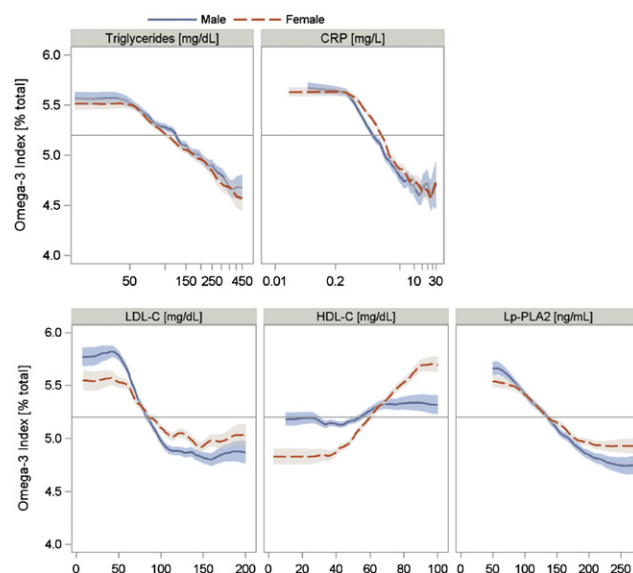 Male Female
Triglycerides [mg/dL] CRP [mg/L]
Omega-3 Index [% total]
6.0
5.5
5.0
4.5
4.0
50 150 250 450 0.01 0.2 10 30
LDL-C [mg/dL] HDL-C [mg/dL] Lp-PLA2 [ng/mL]
Omega-3 Index [% total]
6.0
5.5
5.0
4.5
4.0
0 50 100 150 200 0 20 40 60 80 100 0 50 100 150 200 250